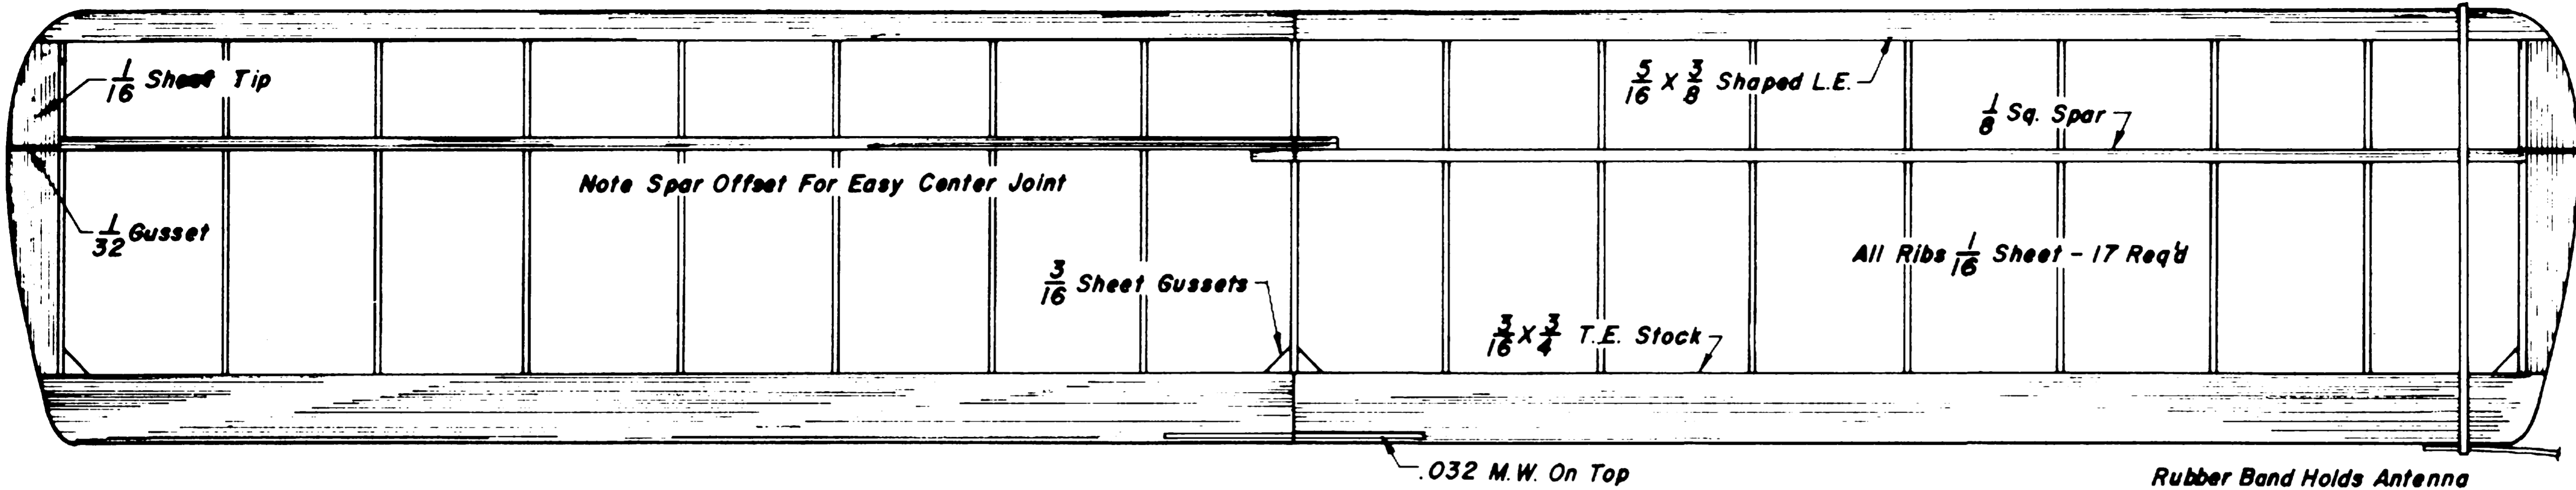 1/16 Sheet Tip
5/16 X 3/8 Shaped L.E.
1/8 Sq. Spar
Note Spar Offset For Easy Center Joint
1/32 Gusset
All Ribs 1/16 Sheet - 17 Req'd
3/16 Sheet Gussets
3/16 X 3/4 T.E. Stock
.032 M.W. On Top
Rubber Band Holds Antenna